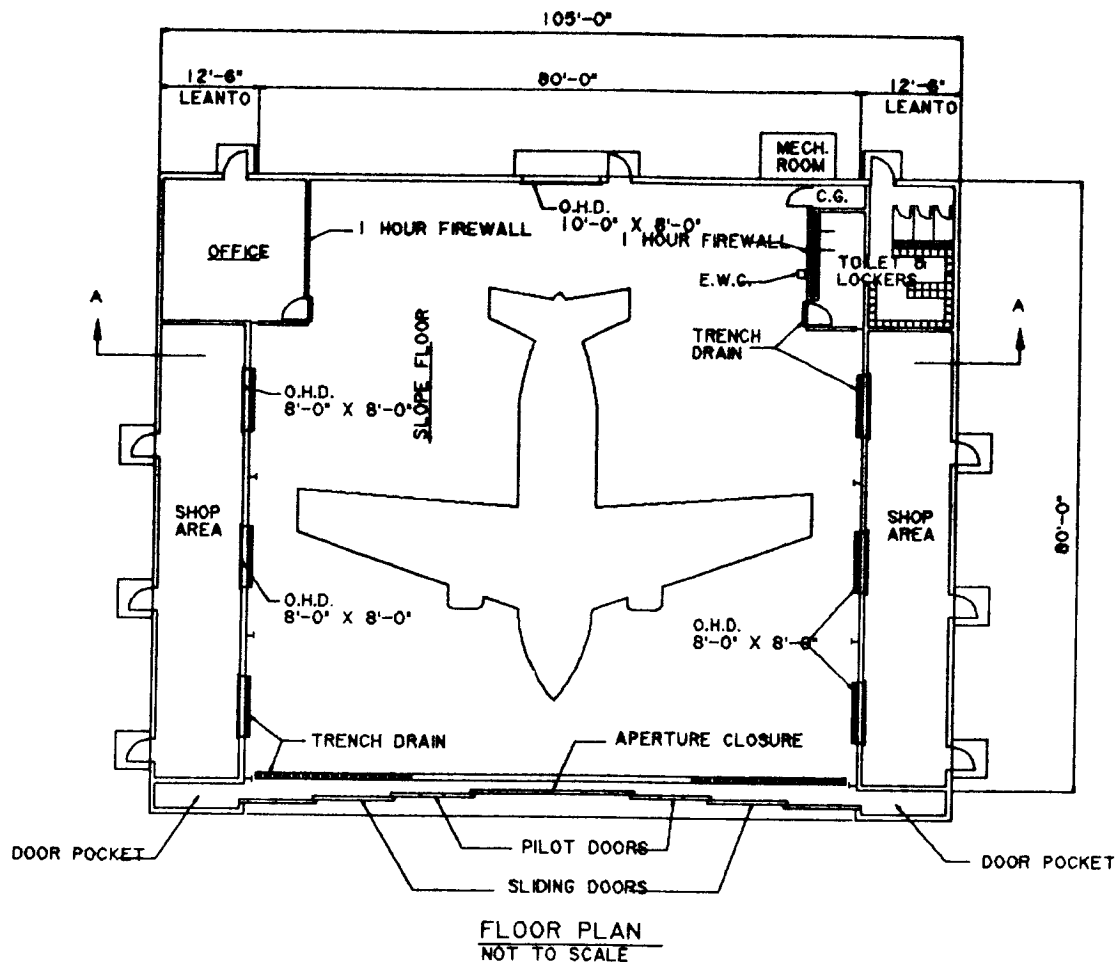 105'-0"
12'-6"
LEANTO
80'-0"
12'-6"
LEANTO
MECH.
ROOM
C.G.
O.H.D.
10'-0" X 8'-0"
1 HOUR FIREWALL
1 HOUR FIREWALL
OFFICE
TOILET &
LOCKERS
E.W.C.
A
A
SLOPE FLOOR
TRENCH
DRAIN
O.H.D.
8'-0" X 8'-0"
SHOP
AREA
SHOP
AREA
80'-0"
O.H.D.
8'-0" X 8'-0"
O.H.D.
8'-0" X 8'-0"
TRENCH DRAIN
APERTURE CLOSURE
DOOR POCKET
PILOT DOORS
DOOR POCKET
SLIDING DOORS
FLOOR PLAN
NOT TO SCALE